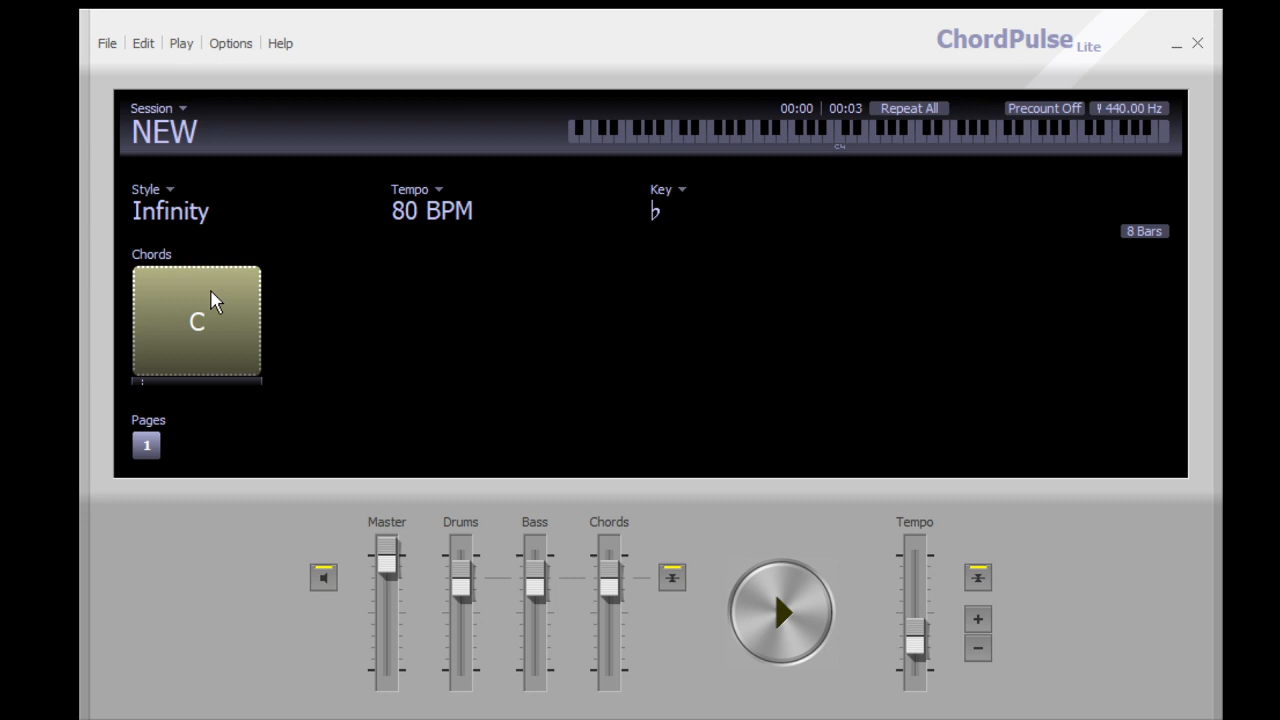 File Edit Play Options Help
ChordPulse Lite
Session
NEW
00:00 00:03 Repeat All Precount Off 440.00 Hz
C4
Style Tempo Key
Infinity 80 BPM ♭
8 Bars
Chords
C
Pages
1
Master Drums Bass Chords Tempo
+
−